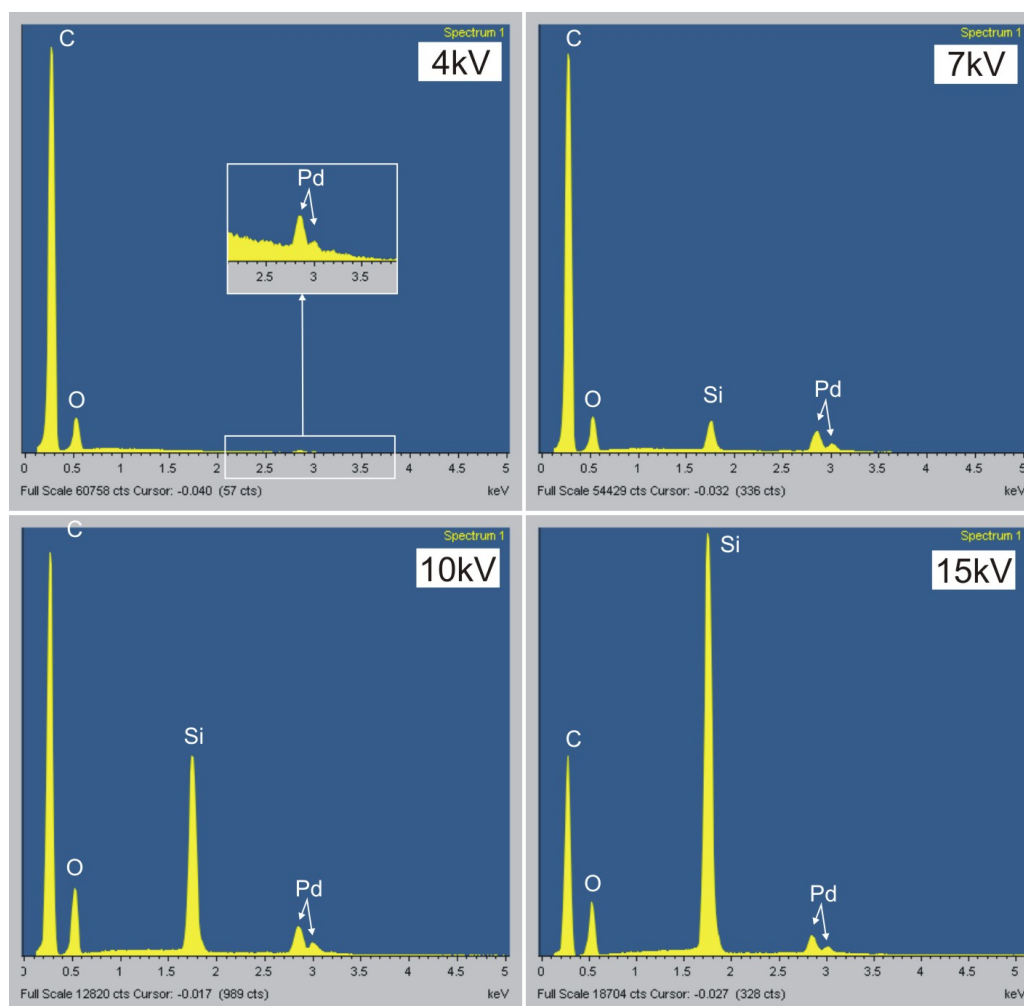 Spectrum 1
C
4kV
Pd
2.5 3 3.5
O
0 0.5 1 1.5 2 2.5 3 3.5 4 4.5 5
Full Scale 60758 cts Cursor: -0.040 (57 cts) keV
Spectrum 1
C
7kV
O
Si
Pd
0 0.5 1 1.5 2 2.5 3 3.5 4 4.5 5
Full Scale 54429 cts Cursor: -0.032 (336 cts) keV
C
Spectrum 1
10kV
Si
O
Pd
0 0.5 1 1.5 2 2.5 3 3.5 4 4.5 5
Full Scale 12820 cts Cursor: -0.017 (989 cts) keV
Spectrum 1
Si
15kV
C
O
Pd
0 0.5 1 1.5 2 2.5 3 3.5 4 4.5 5
Full Scale 18704 cts Cursor: -0.027 (328 cts) keV